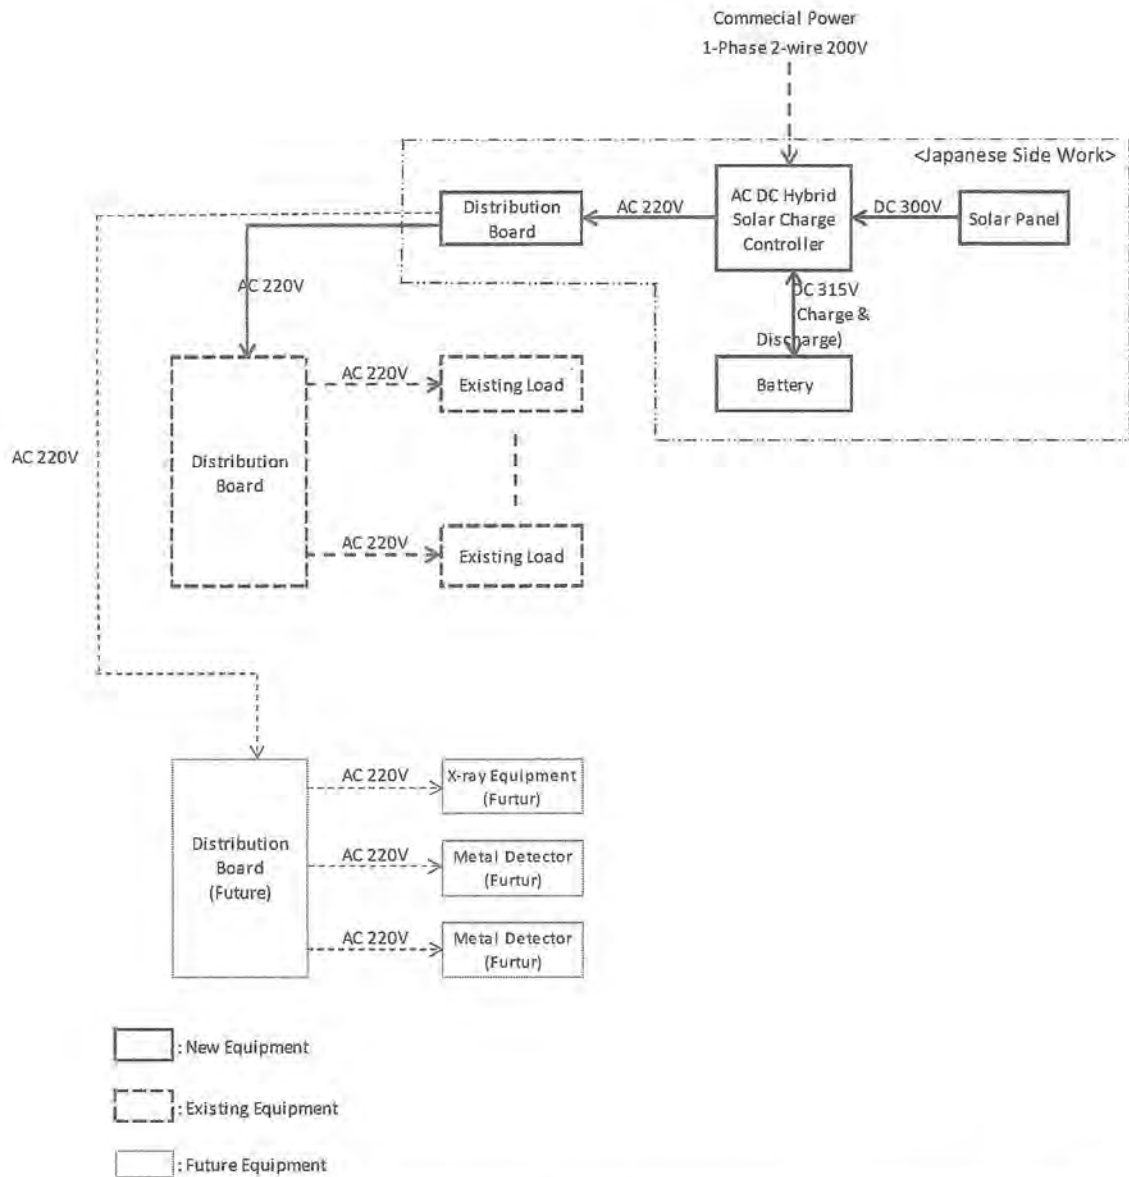 Commecial Power
1-Phase 2-wire 200V
<Japanese Side Work>
Distribution
Board
AC 220V
AC DC Hybrid
Solar Charge
Controller
DC 300V
Solar Panel
AC 220V
DC 315V
Charge &
Discharge)
Battery
AC 220V
Distribution
Board
AC 220V
Existing Load
AC 220V
Existing Load
Distribution
Board
(Future)
AC 220V
X-ray Equipment
(Furtur)
AC 220V
Metal Detector
(Furtur)
AC 220V
Metal Detector
(Furtur)
: New Equipment
: Existing Equipment
: Future Equipment